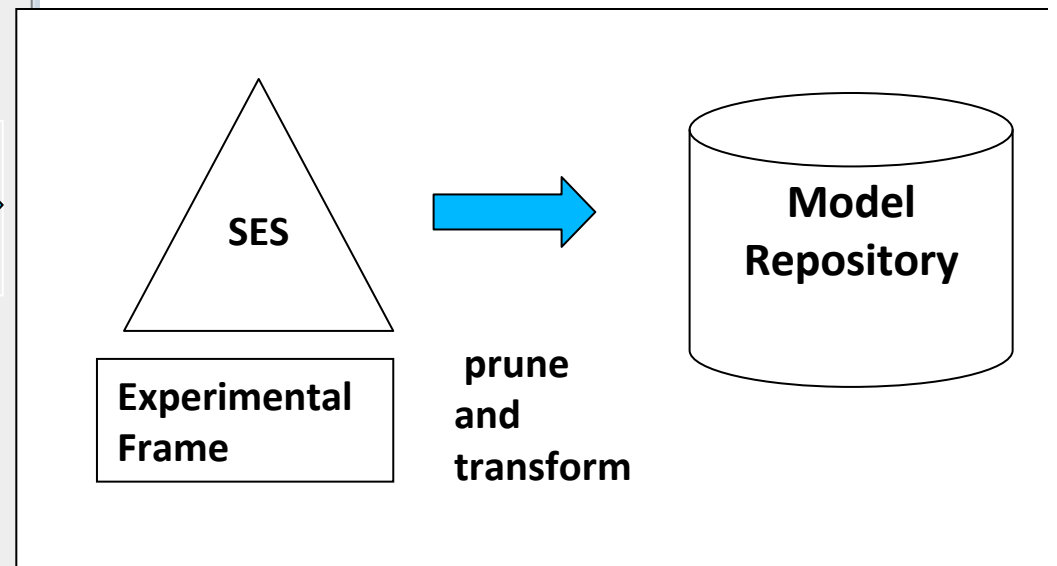 SES
Experimental
Frame
prune
and
transform
Model
Repository